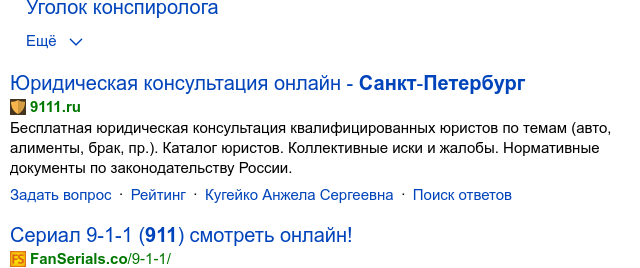 Уголок конспиролога
Ещё
Юридическая консультация онлайн - Санкт-Петербург
9111.ru
Бесплатная юридическая консультация квалифицированных юристов по темам (авто,
алименты, брак, пр.). Каталог юристов. Коллективные иски и жалобы. Нормативные
документы по законодательству России.
Задать вопрос · Рейтинг · Кугейко Анжела Сергеевна · Поиск ответов
Сериал 9-1-1 (911) смотреть онлайн!
FS FanSerials.co/9-1-1/